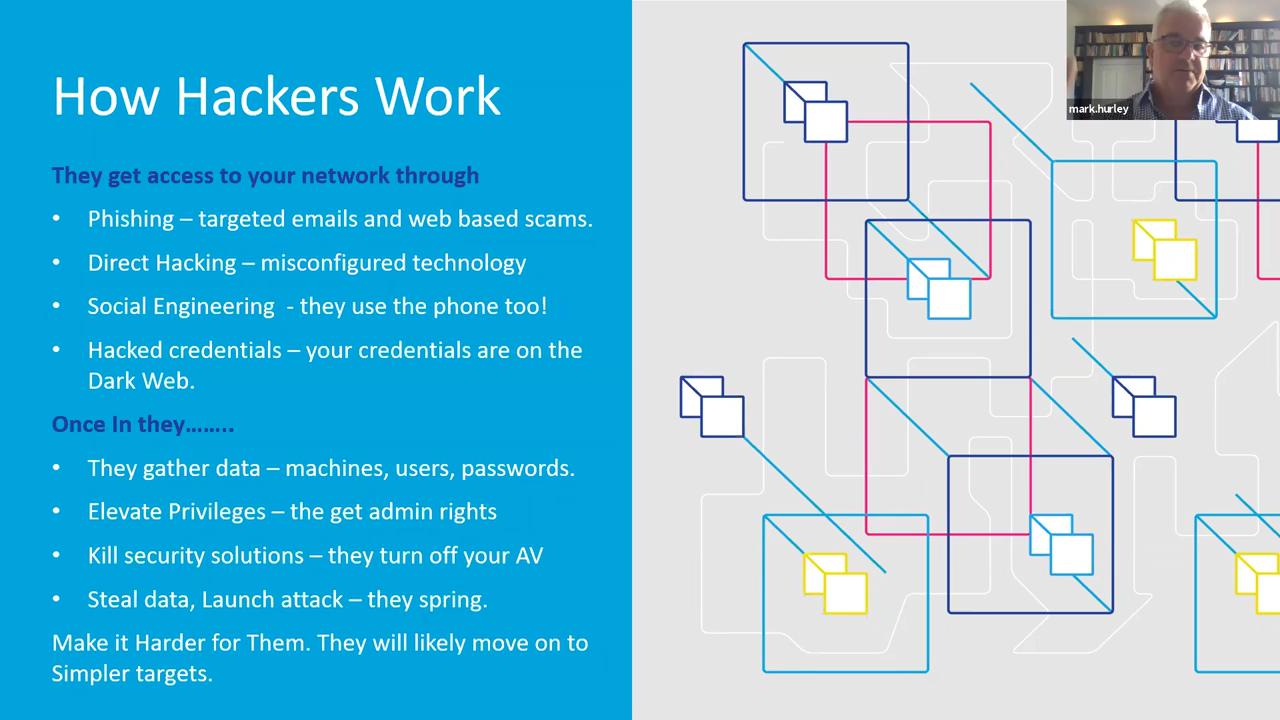 How Hackers Work
mark.hurley
They get access to your network through
• Phishing – targeted emails and web based scams.
• Direct Hacking – misconfigured technology
• Social Engineering  - they use the phone too!
• Hacked credentials – your credentials are on the
Dark Web.
Once In they……..
• They gather data – machines, users, passwords.
• Elevate Privileges – the get admin rights
• Kill security solutions – they turn off your AV
• Steal data, Launch attack – they spring.
Make it Harder for Them. They will likely move on to
Simpler targets.